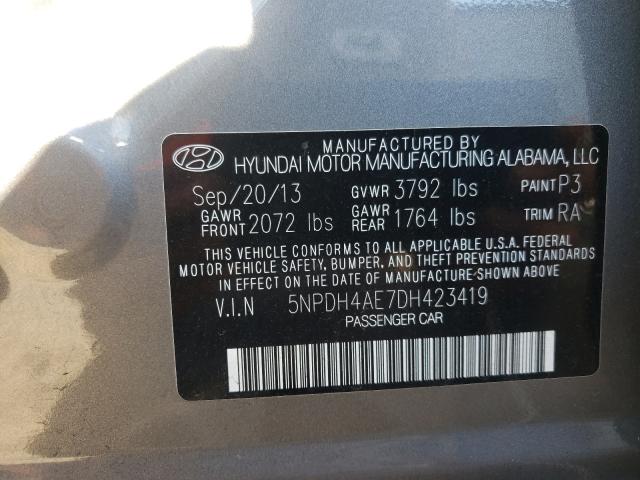 MANUFACTURED BY
HYUNDAI MOTOR MANUFACTURING ALABAMA, LLC
Sep/20/13 GVWR 3792 lbs PAINT P3
GAWR FRONT 2072 lbs GAWR REAR 1764 lbs TRIM RA
THIS VEHICLE CONFORMS TO ALL APPLICABLE U.S.A. FEDERAL
MOTOR VEHICLE SAFETY, BUMPER, AND THEFT PREVENTION STANDARDS
IN EFFECT ON THE DATE OF MANUFACTURE SHOWN ABOVE.
V.I.N 5NPDH4AE7DH423419
PASSENGER CAR